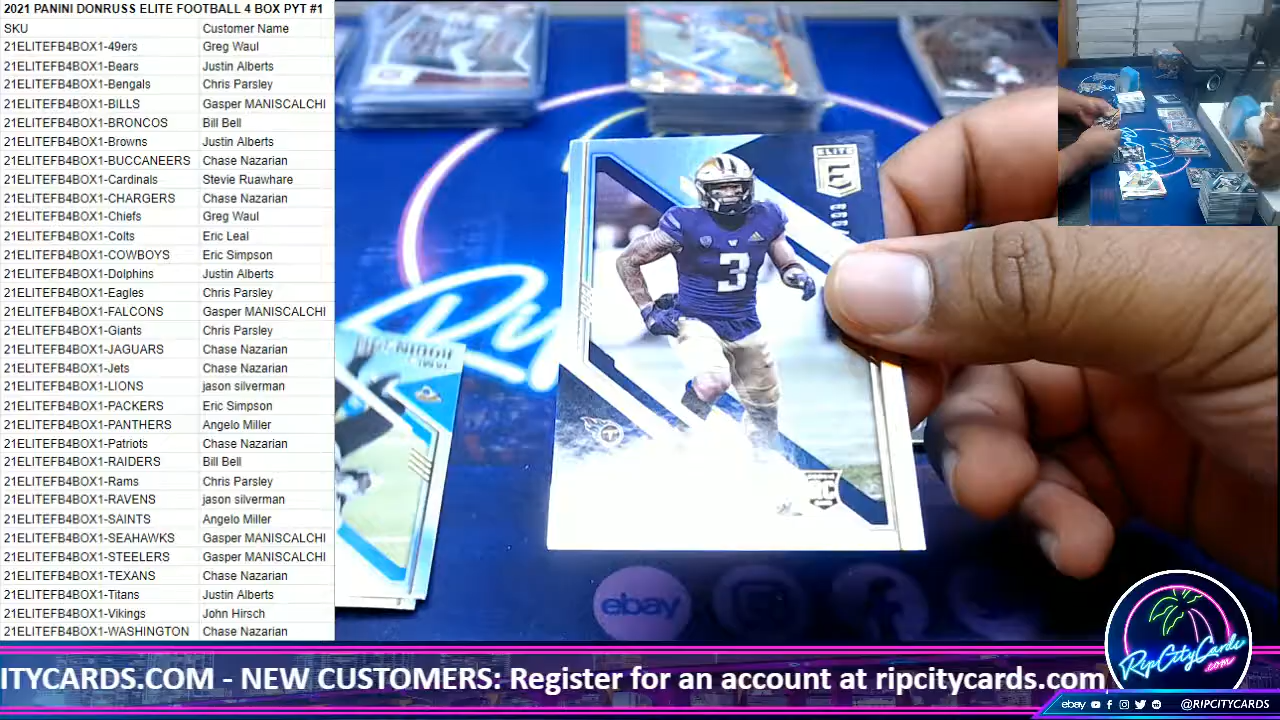 2021 PANINI DONRUSS ELITE FOOTBALL 4 BOX PYT #1
SKU Customer Name
21ELITEFB4BOX1-49ers Greg Waul
21ELITEFB4BOX1-Bears Justin Alberts
21ELITEFB4BOX1-Bengals Chris Parsley
21ELITEFB4BOX1-BILLS Gasper MANISCALCHI
21ELITEFB4BOX1-BRONCOS Bill Bell
21ELITEFB4BOX1-Browns Justin Alberts
21ELITEFB4BOX1-BUCCANEERS Chase Nazarian
21ELITEFB4BOX1-Cardinals Stevie Ruawhare
21ELITEFB4BOX1-CHARGERS Chase Nazarian
21ELITEFB4BOX1-Chiefs Greg Waul
21ELITEFB4BOX1-Colts Eric Leal
21ELITEFB4BOX1-COWBOYS Eric Simpson
21ELITEFB4BOX1-Dolphins Justin Alberts
21ELITEFB4BOX1-Eagles Chris Parsley
21ELITEFB4BOX1-FALCONS Gasper MANISCALCHI
21ELITEFB4BOX1-Giants Chris Parsley
21ELITEFB4BOX1-JAGUARS Chase Nazarian
21ELITEFB4BOX1-Jets Chase Nazarian
21ELITEFB4BOX1-LIONS jason silverman
21ELITEFB4BOX1-PACKERS Eric Simpson
21ELITEFB4BOX1-PANTHERS Angelo Miller
21ELITEFB4BOX1-Patriots Chase Nazarian
21ELITEFB4BOX1-RAIDERS Bill Bell
21ELITEFB4BOX1-Rams Chris Parsley
21ELITEFB4BOX1-RAVENS jason silverman
21ELITEFB4BOX1-SAINTS Angelo Miller
21ELITEFB4BOX1-SEAHAWKS Gasper MANISCALCHI
21ELITEFB4BOX1-STEELERS Gasper MANISCALCHI
21ELITEFB4BOX1-TEXANS Chase Nazarian
21ELITEFB4BOX1-Titans Justin Alberts
21ELITEFB4BOX1-Vikings John Hirsch
21ELITEFB4BOX1-WASHINGTON Chase Nazarian
ELITE
E
W
3
T
RC
ebay
RipCityCards
.com
ITYCARDS.COM - NEW CUSTOMERS: Register for an account at ripcitycards.com
ebay @RIPCITYCARDS